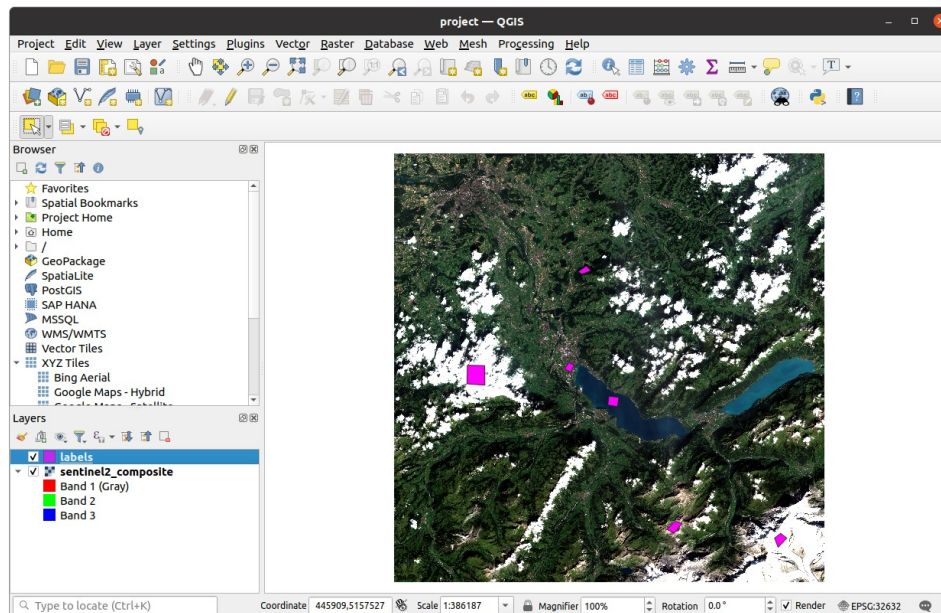 project — QGIS
Project Edit View Layer Settings Plugins Vector Raster Database Web Mesh Processing Help
Browser
Favorites
Spatial Bookmarks
Project Home
Home
/
GeoPackage
SpatiaLite
PostGIS
SAP HANA
MSSQL
WMS/WMTS
Vector Tiles
XYZ Tiles
Bing Aerial
Google Maps - Hybrid
Layers
labels
sentinel2_composite
Band 1 (Gray)
Band 2
Band 3
Type to locate (Ctrl+K) Coordinate 445909,5157527 Scale 1:386187 Magnifier 100% Rotation 0.0° Render EPSG:32632